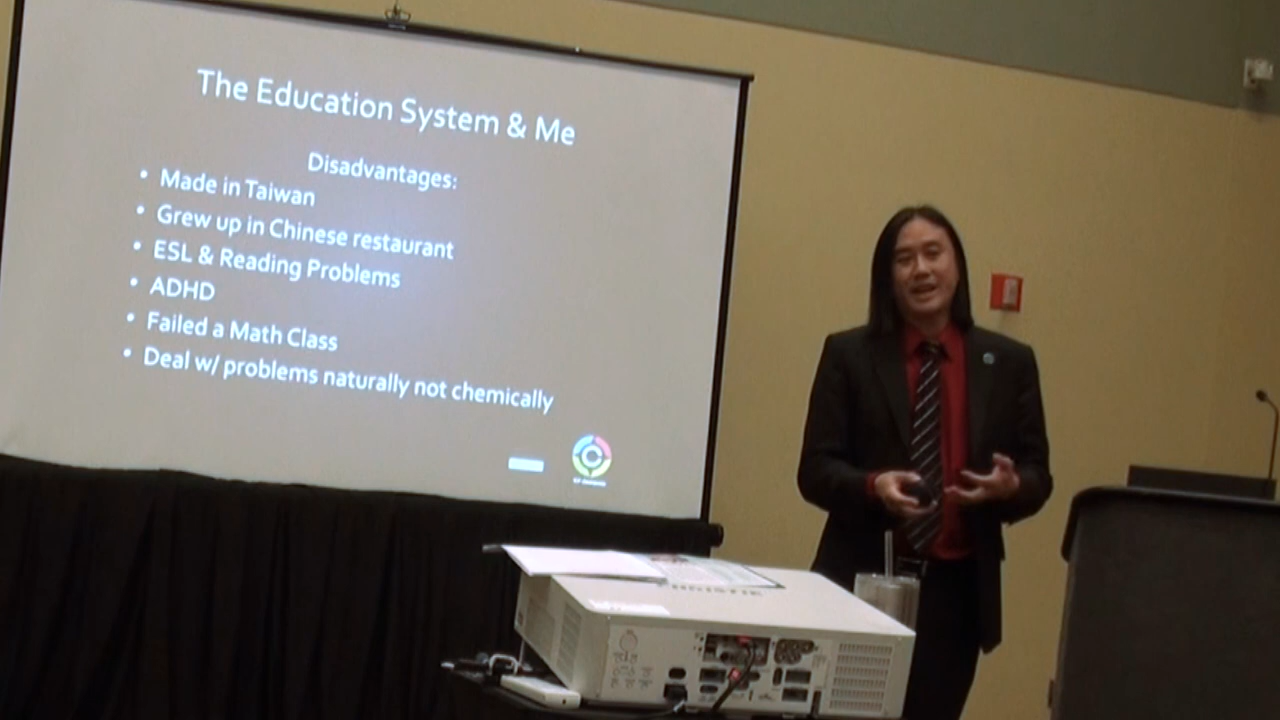 The Education System & Me
Disadvantages:
• Made in Taiwan
• Grew up in Chinese restaurant
• ESL & Reading Problems
• ADHD
• Failed a Math Class
• Deal w/ problems naturally not chemically
CHRISTIE